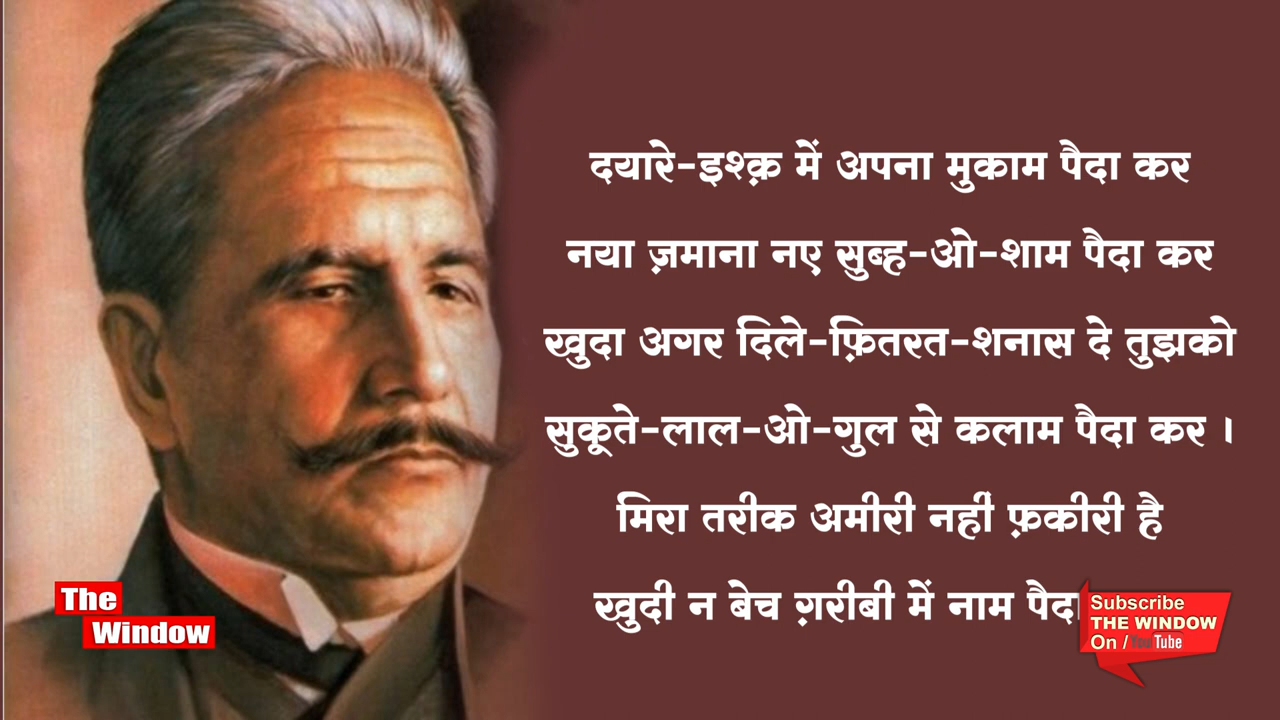 दयारे-इश्क़ में अपना मुकाम पैदा कर
नया ज़माना नए सुब्ह-ओ-शाम पैदा कर
खुदा अगर दिले-फ़ितरत-शनास दे तुझको
सुकूते-लाल-ओ-गुल से कलाम पैदा कर ।
मिरा तरीक अमीरी नहीं फ़कीरी है
खुदी न बेच ग़रीबी में नाम पैदा
The
Window
Subscribe
THE WINDOW
On / YouTube